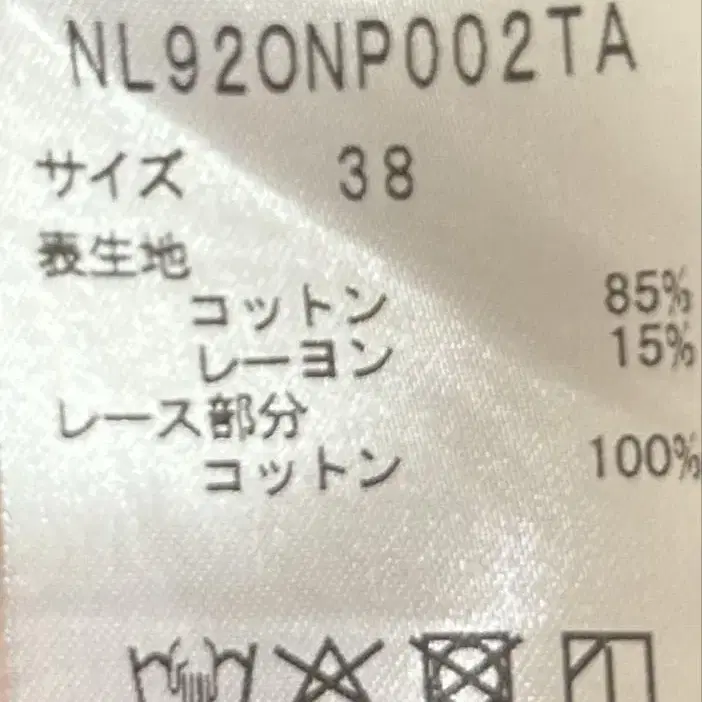 NL92ONP002TA
サイズ 38
表生地
コットン 85%
レーヨン 15%
レース部分
コットン 100%